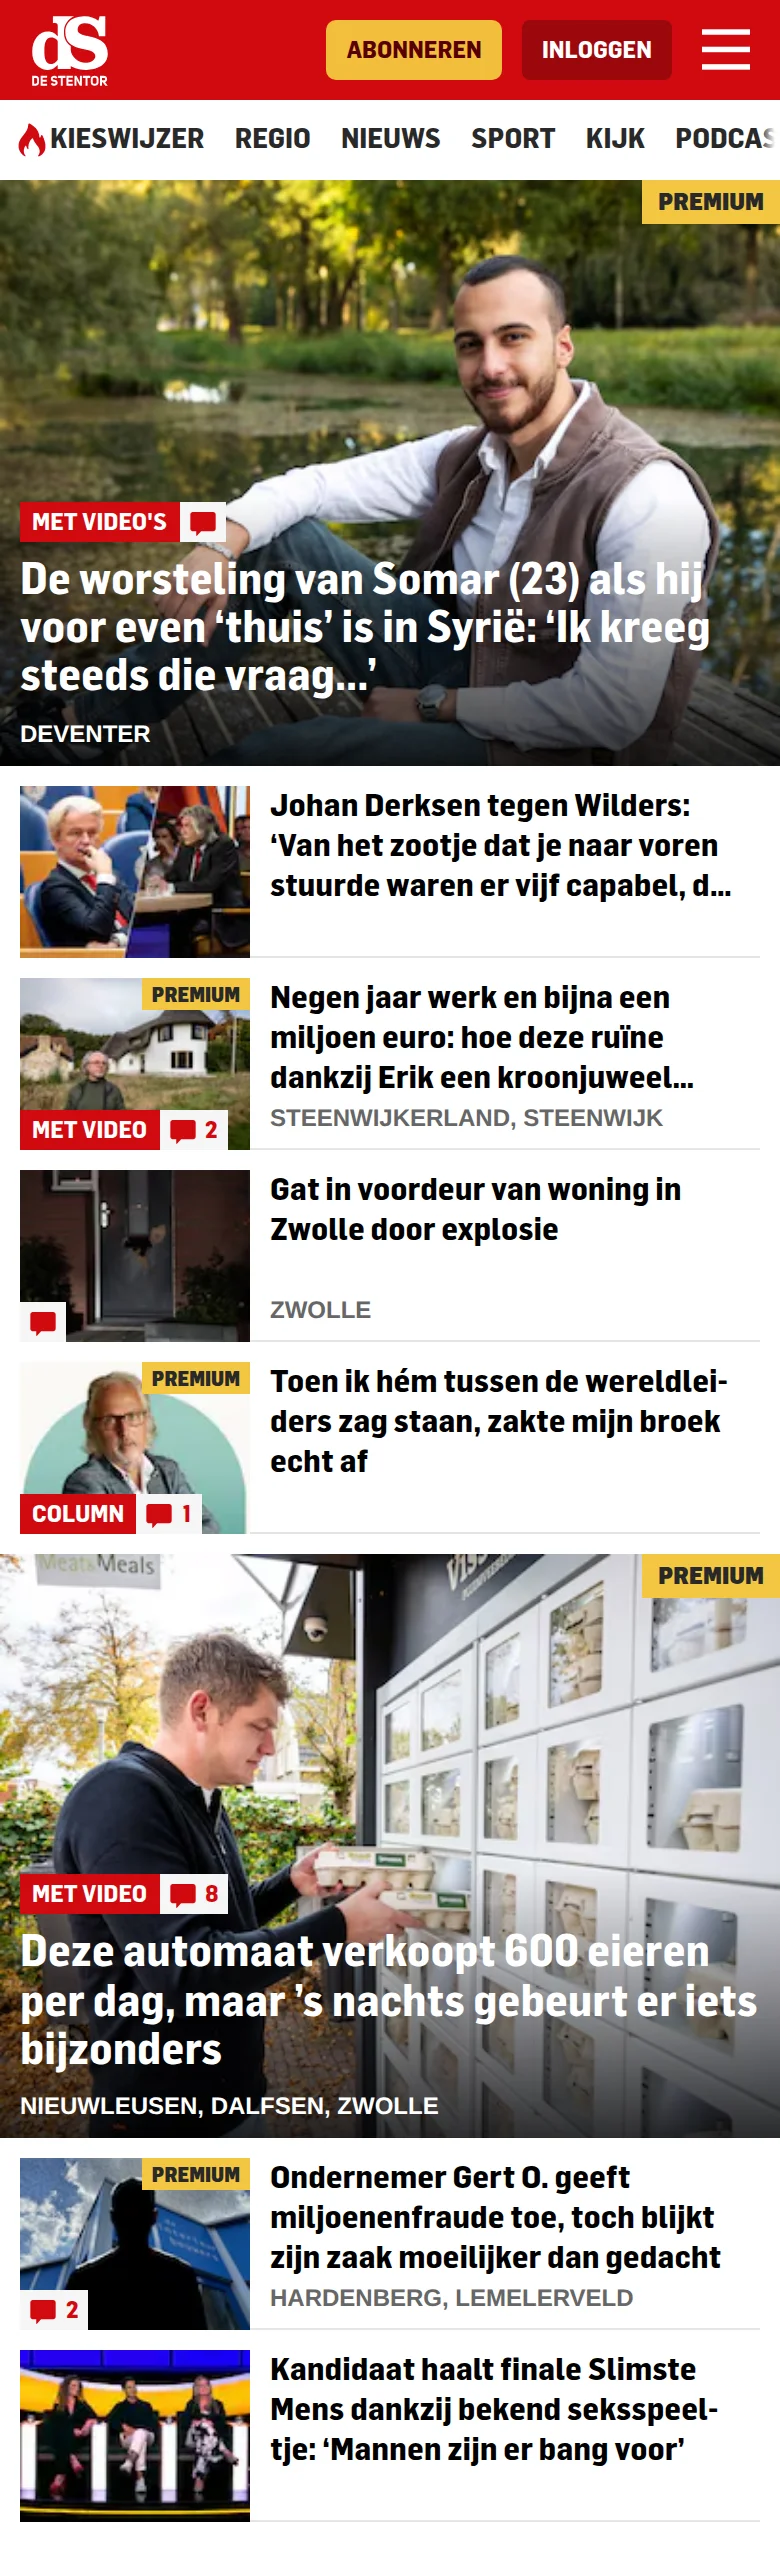 dS
DE STENTOR
ABONNEREN
INLOGGEN
KIESWIJZER REGIO NIEUWS SPORT KIJK PODCAS
PREMIUM
MET VIDEO'S
De worsteling van Somar (23) als hij
voor even ‘thuis’ is in Syrië: ‘Ik kreeg
steeds die vraag...’
DEVENTER
Johan Derksen tegen Wilders:
‘Van het zootje dat je naar voren
stuurde waren er vijf capabel, d...
PREMIUM
MET VIDEO 2
Negen jaar werk en bijna een
miljoen euro: hoe deze ruïne
dankzij Erik een kroonjuweel...
STEENWIJKERLAND, STEENWIJK
Gat in voordeur van woning in
Zwolle door explosie
ZWOLLE
PREMIUM
COLUMN 1
Toen ik hém tussen de wereldlei-
ders zag staan, zakte mijn broek
echt af
Meat&Meals
PREMIUM
MET VIDEO 8
Deze automaat verkoopt 600 eieren
per dag, maar ’s nachts gebeurt er iets
bijzonders
NIEUWLEUSEN, DALFSEN, ZWOLLE
PREMIUM
2
Ondernemer Gert O. geeft
miljoenenfraude toe, toch blijkt
zijn zaak moeilijker dan gedacht
HARDENBERG, LEMELERVELD
Kandidaat haalt finale Slimste
Mens dankzij bekend seksspeel-
tje: ‘Mannen zijn er bang voor’